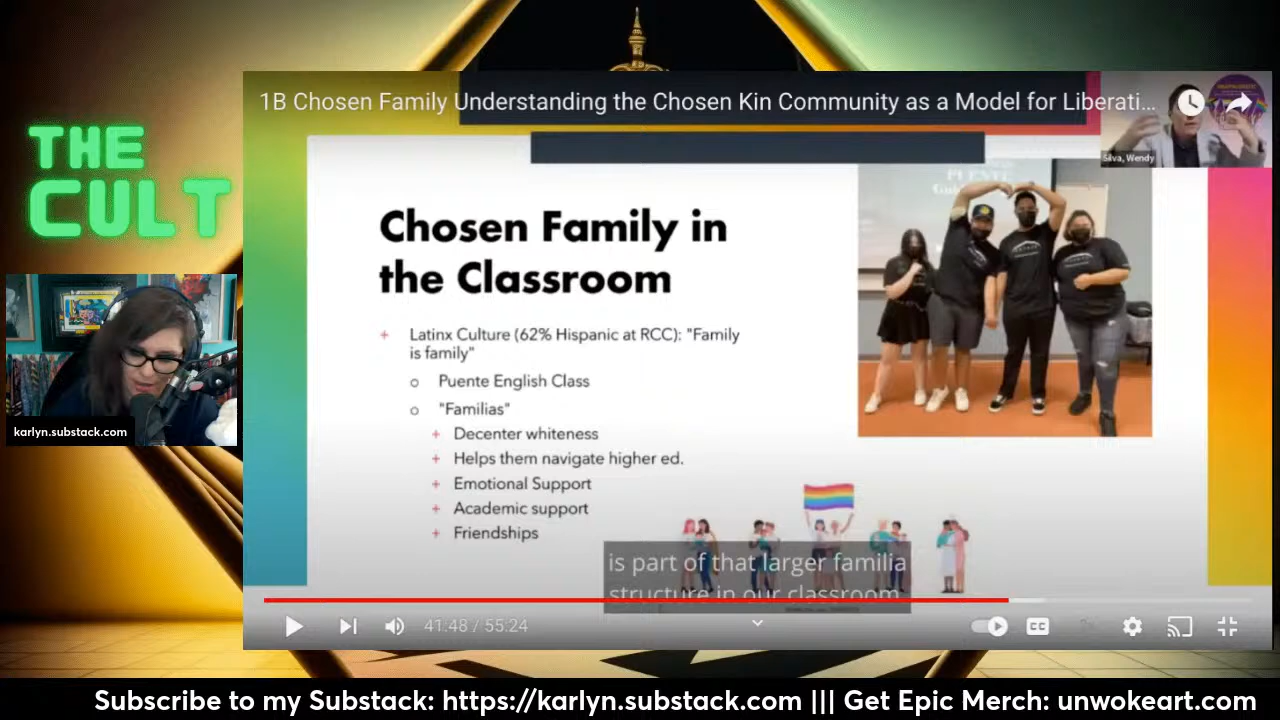 THE
CULT
karlyn.substack.com
1B Chosen Family Understanding the Chosen Kin Community as a Model for Liberati...
Silva, Wendy
PUENTE
Chosen Family in
the Classroom
+ Latinx Culture (62% Hispanic at RCC): "Family
is family"
o Puente English Class
o "Familias"
+ Decenter whiteness
+ Helps them navigate higher ed.
+ Emotional Support
+ Academic support
+ Friendships
is part of that larger familia
structure in our classroom
41:48 / 55:24
CC
Subscribe to my Substack: https://karlyn.substack.com ||| Get Epic Merch: unwokeart.com